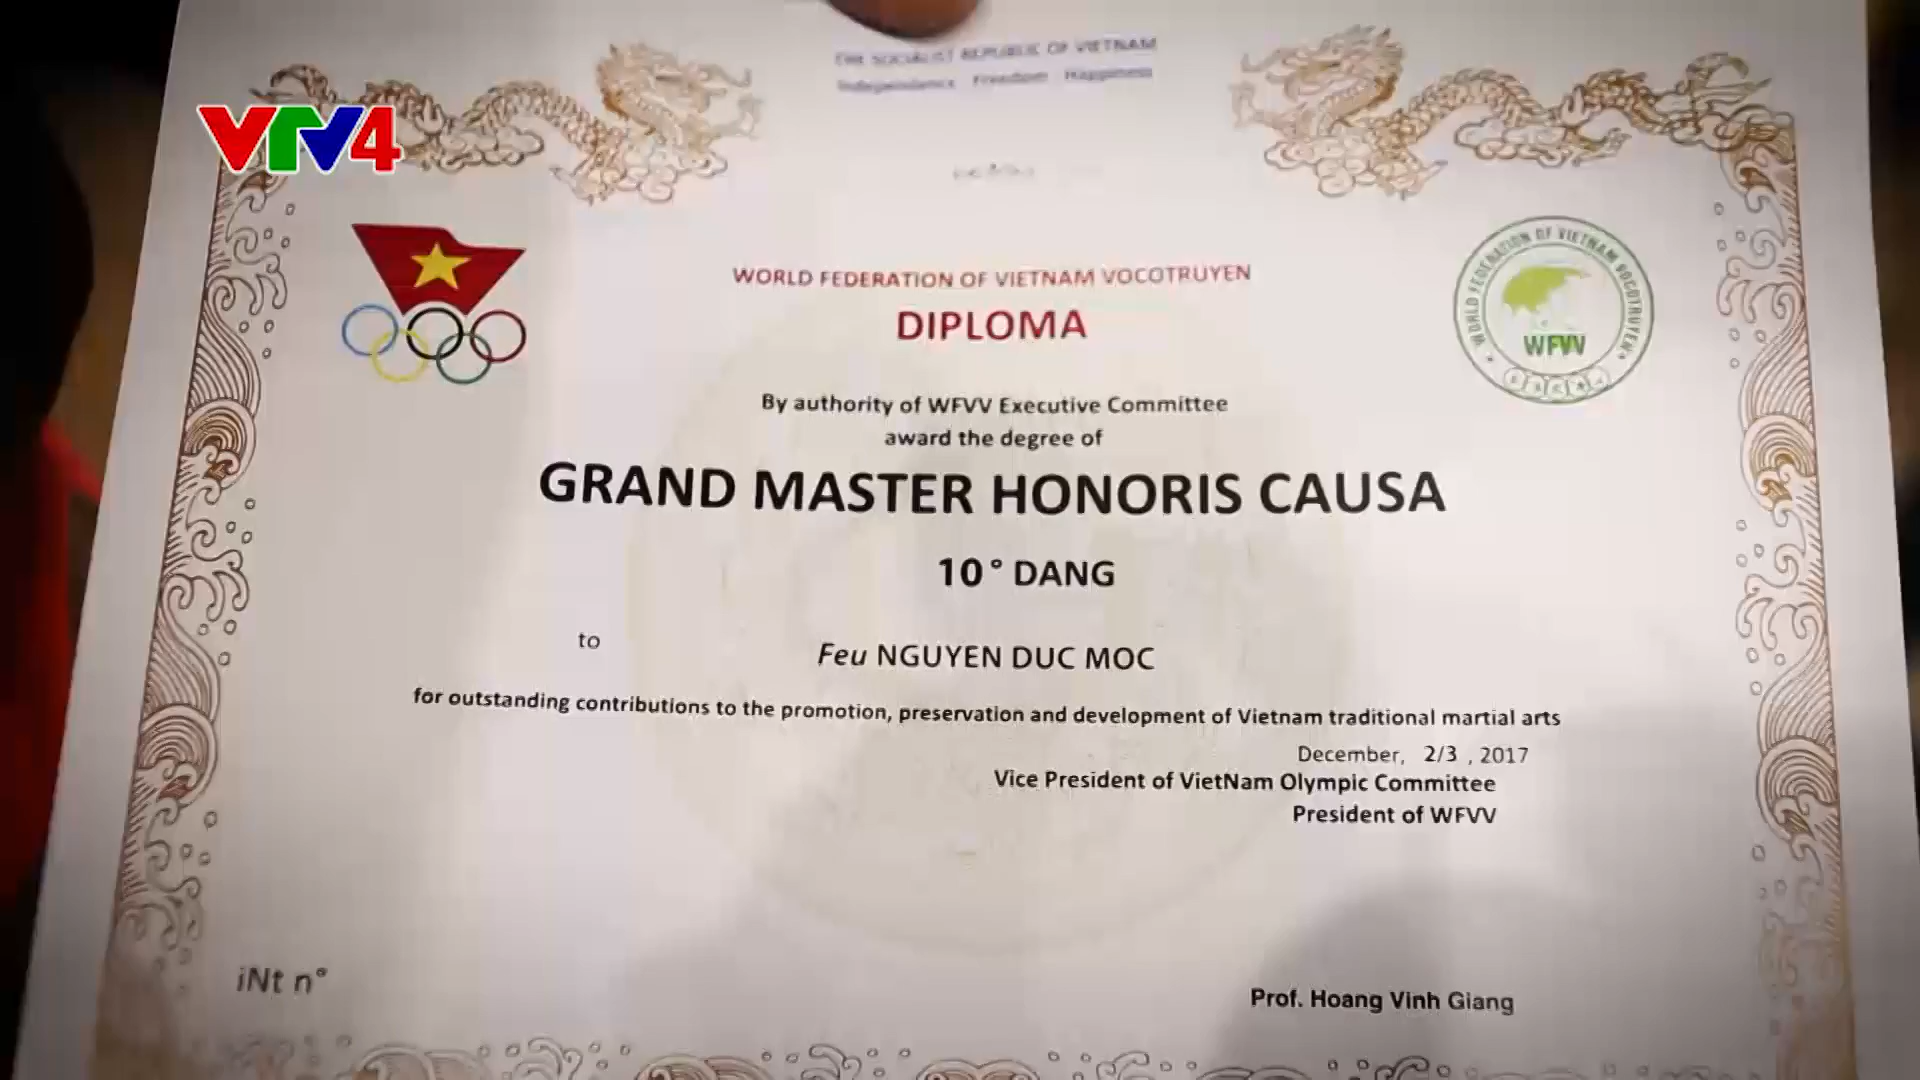 THE SOCIALIST REPUBLIC OF VIETNAM
Independence Freedom Happiness
VTV4
WORLD FEDERATION OF VIETNAM VOCOTRUYEN
DIPLOMA
WORLD FEDERATION OF VIETNAM VOCOTRUYEN
WFVV
By authority of WFVV Executive Committee
award the degree of
GRAND MASTER HONORIS CAUSA
10° DANG
to Feu NGUYEN DUC MOC
for outstanding contributions to the promotion, preservation and development of Vietnam traditional martial arts
December, 2/3 , 2017
Vice President of VietNam Olympic Committee
President of WFVV
iNt n°
Prof. Hoang Vinh Giang